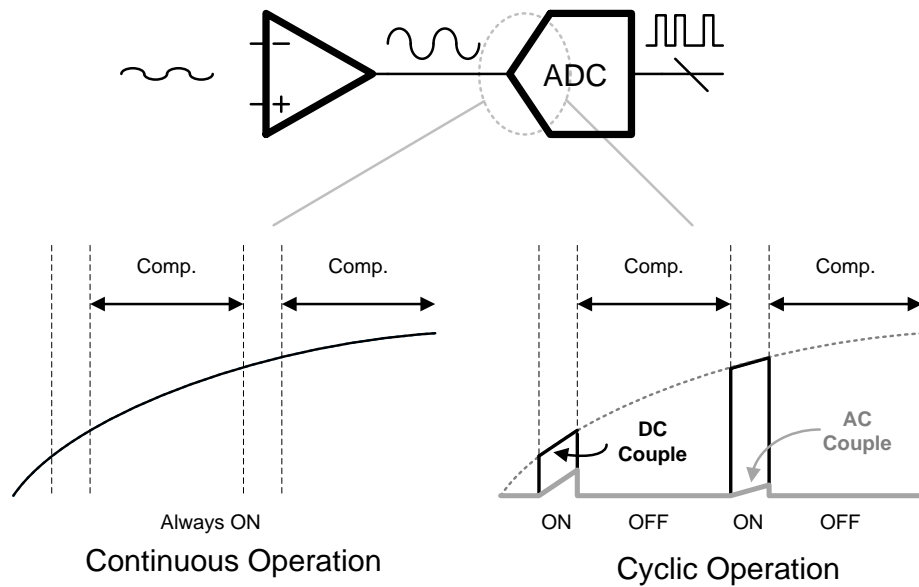 −
+
ADC
Comp. Comp.
Always ON
Continuous Operation
Comp. Comp.
DC
Couple
AC
Couple
ON OFF ON OFF
Cyclic Operation